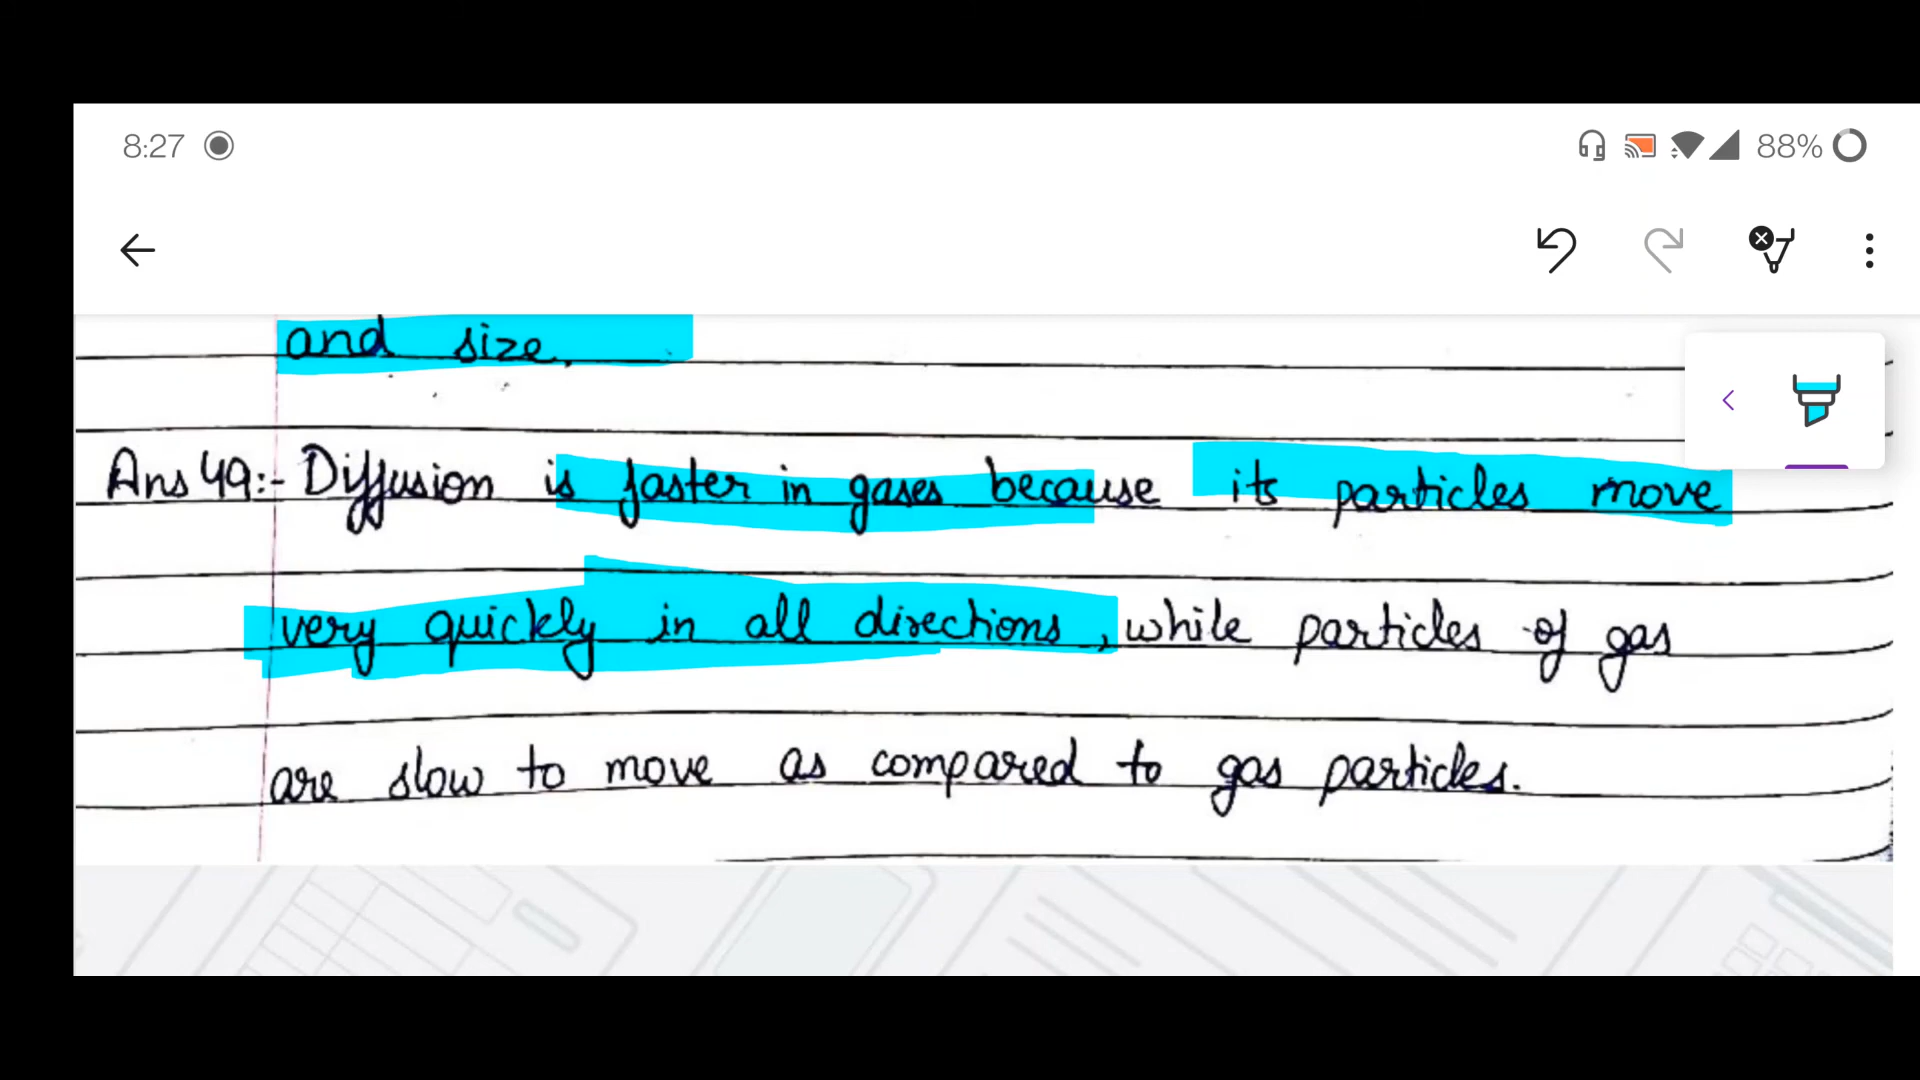 8:27 88%
and size.
Ans 49:- Diffusion is faster in gases because its particles move
very quickly in all directions, while particles of gas
are slow to move as compared to gas particles.